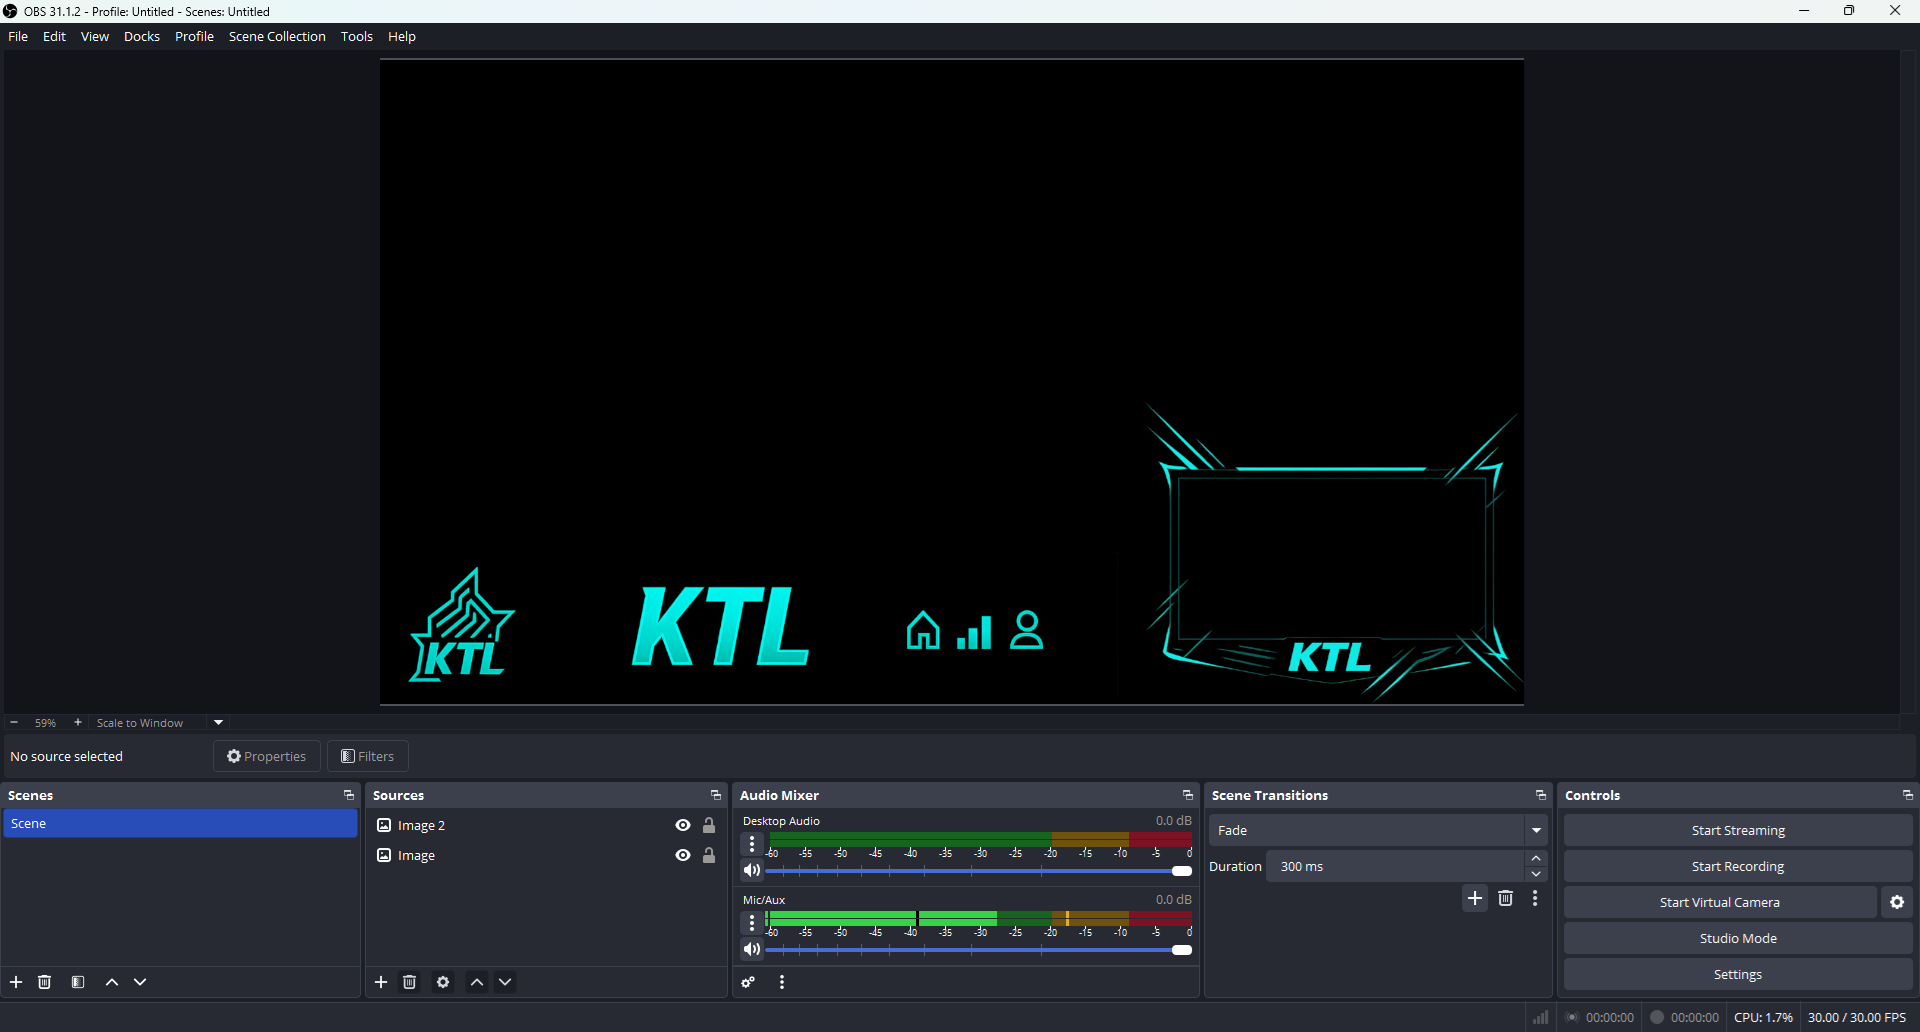 OBS 31.1.2 - Profile: Untitled - Scenes: Untitled
File Edit View Docks Profile Scene Collection Tools Help
KTL
KTL
KTL
59% Scale to Window
No source selected Properties Filters
Scenes
Scene
Sources
Image 2
Image
Audio Mixer
Desktop Audio 0.0 dB
-60 -55 -50 -45 -40 -35 -30 -25 -20 -15 -10 -5 0
Mic/Aux 0.0 dB
-60 -55 -50 -45 -40 -35 -30 -25 -20 -15 -10 -5 0
Scene Transitions
Fade
Duration 300 ms
Controls
Start Streaming
Start Recording
Start Virtual Camera
Studio Mode
Settings
00:00:00 00:00:00 CPU: 1.7% 30.00 / 30.00 FPS